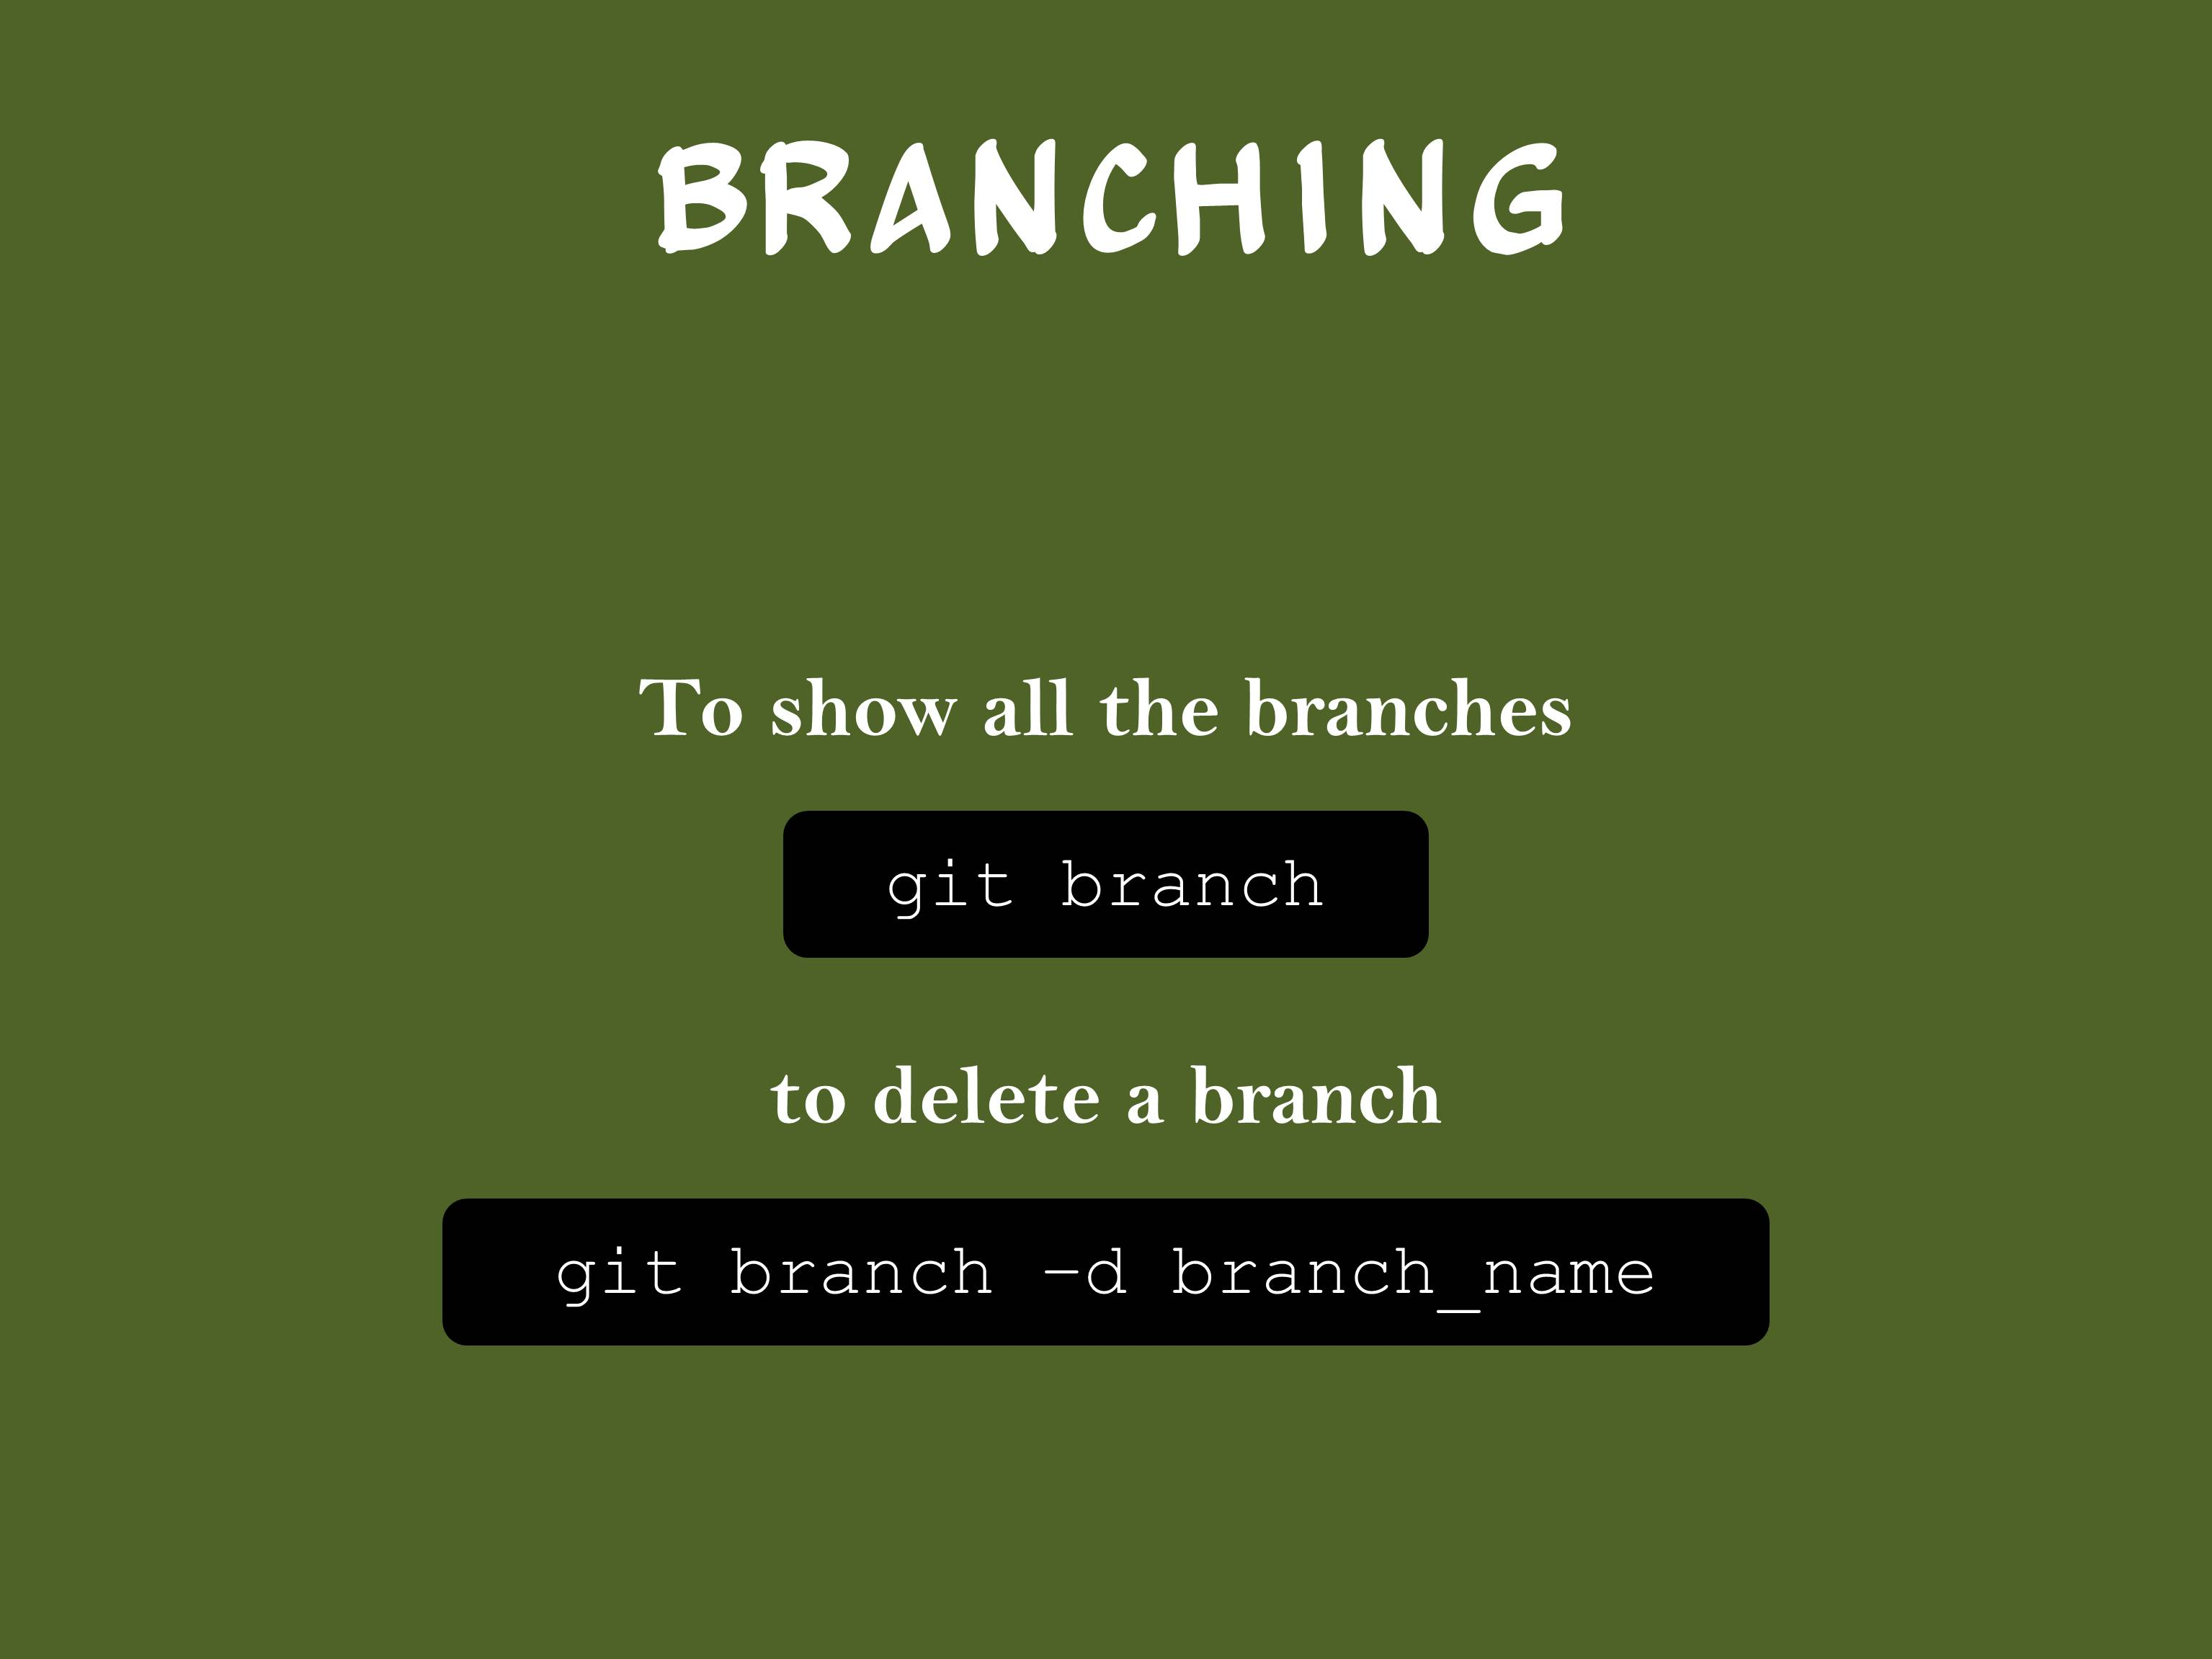 BRANCHING
To show all the branches
git branch
to delete a branch
git branch -d branch_name